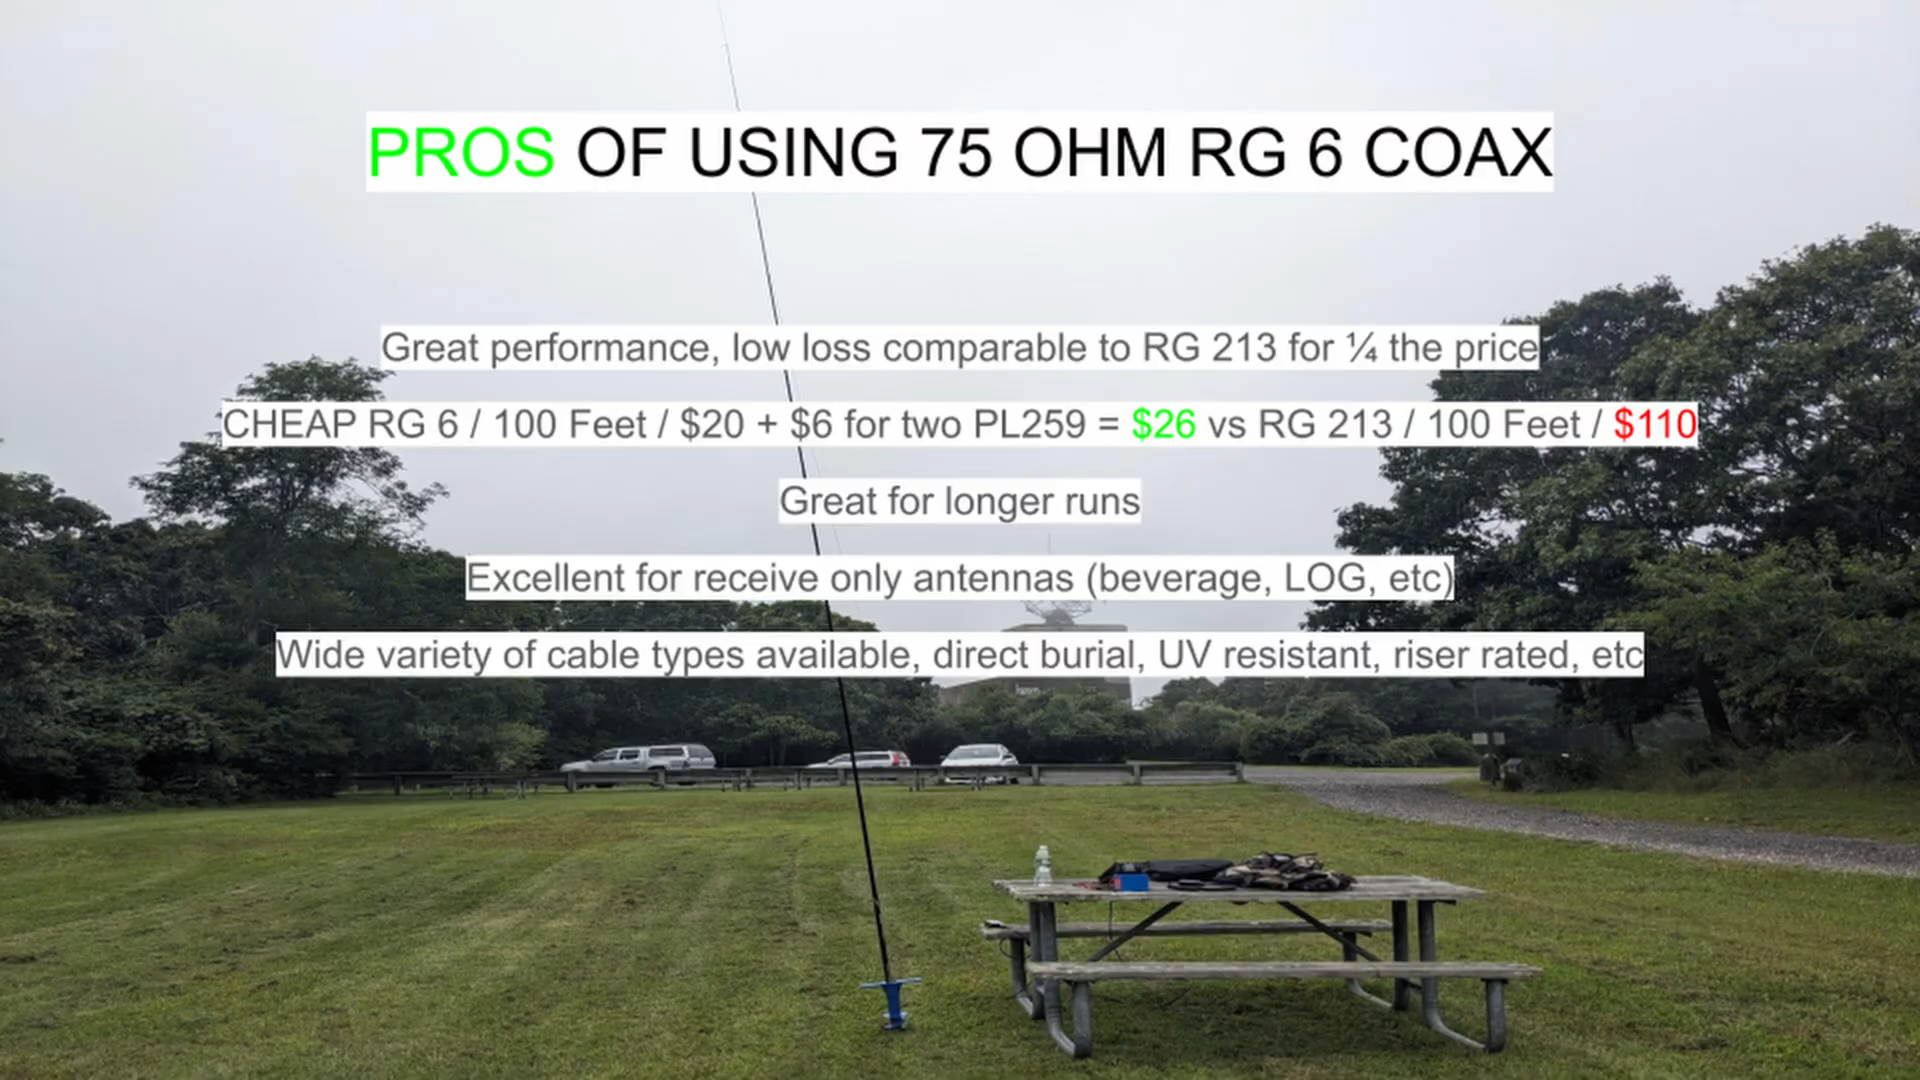 PROS OF USING 75 OHM RG 6 COAX
Great performance, low loss comparable to RG 213 for ¼ the price
CHEAP RG 6 / 100 Feet / $20 + $6 for two PL259 = $26 vs RG 213 / 100 Feet / $110
Great for longer runs
Excellent for receive only antennas (beverage, LOG, etc)
Wide variety of cable types available, direct burial, UV resistant, riser rated, etc